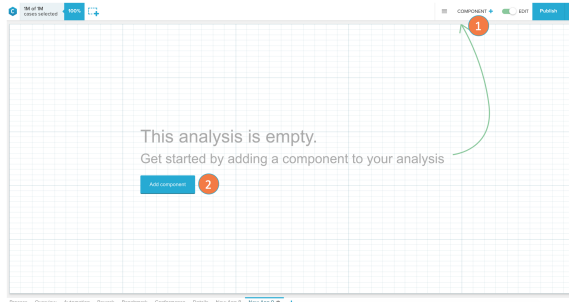 C
1M of 1M
cases selected
100%
COMPONENT +
EDIT
Publish
1
This analysis is empty.
Get started by adding a component to your analysis
Add component
2